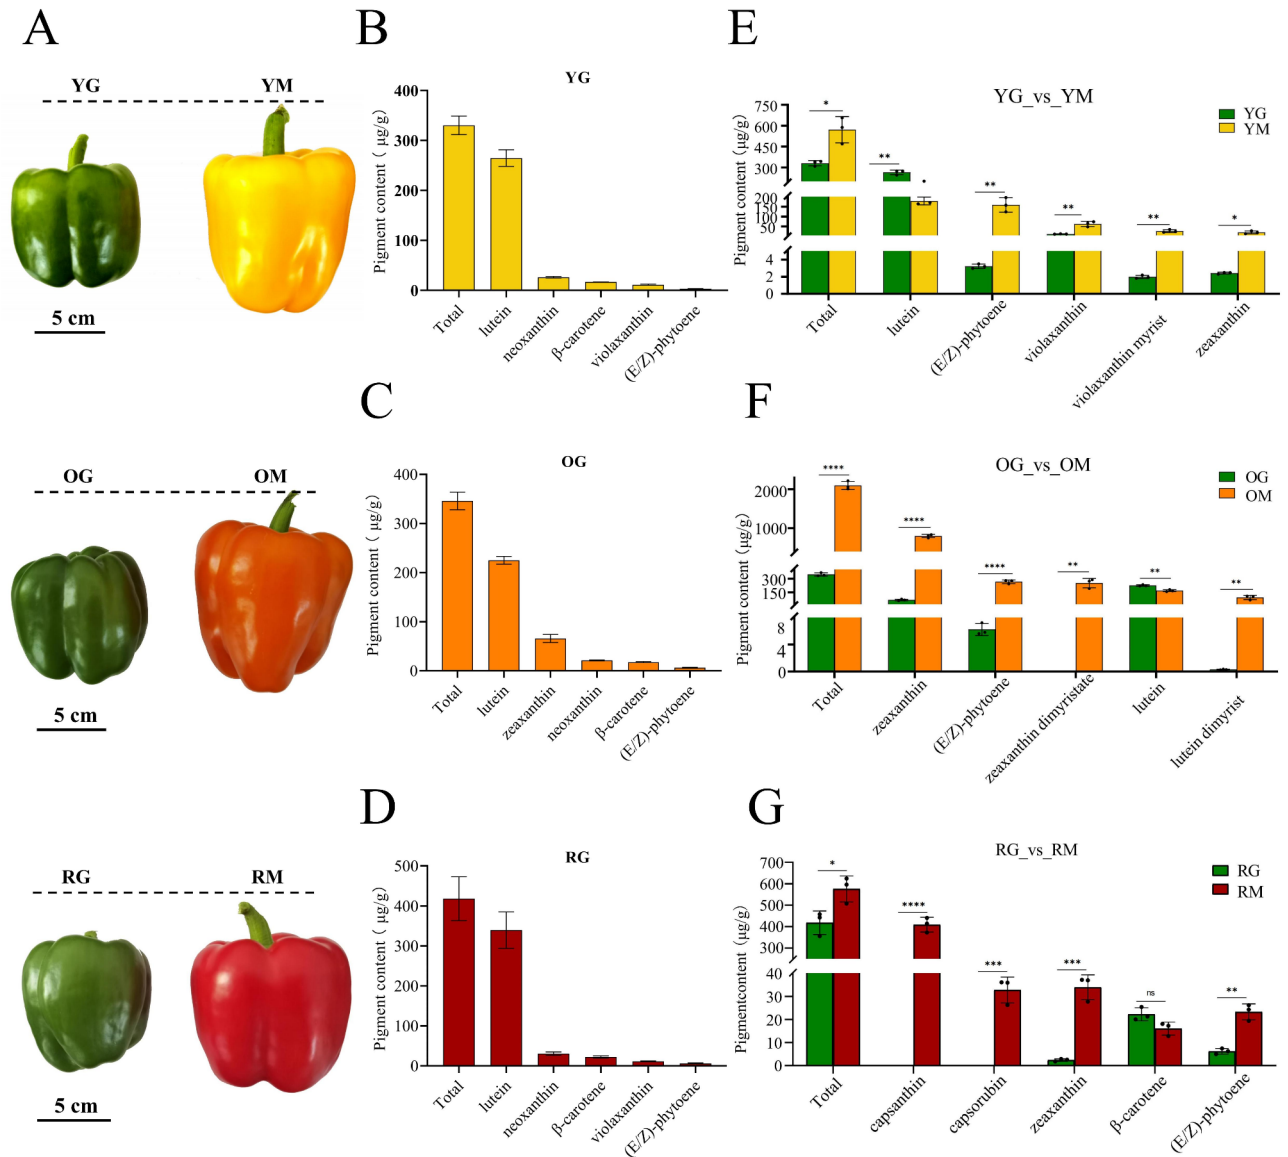 A
YG
YM
5 cm
OG
OM
5 cm
RG
RM
5 cm
B
YG
Pigment content ( μg/g)
400
300
200
100
0
Total
lutein
neoxanthin
β-carotene
violaxanthin
(E/Z)-phytoene
C
OG
Pigment content ( μg/g)
400
300
200
100
0
Total
lutein
zeaxanthin
neoxanthin
β-carotene
(E/Z)-phytoene
D
RG
Pigment content ( μg/g)
500
400
300
200
100
0
Total
lutein
neoxanthin
β-carotene
violaxanthin
(E/Z)-phytoene
E
YG_vs_YM
YG
YM
Pigment content (μg/g)
750
600
450
300
200
150
100
50
4
2
0
*
**
**
**
**
*
Total
lutein
(E/Z)-phytoene
violaxanthin
violaxanthin myrist
zeaxanthin
F
OG_vs_OM
OG
OM
Pigment content (μg/g)
2000
1000
300
150
8
4
0
****
****
****
**
**
**
Total
zeaxanthin
(E/Z)-phytoene
zeaxanthin dimyristate
lutein
lutein dimyrist
G
RG_vs_RM
RG
RM
Pigmentcontent (μg/g)
700
600
500
400
300
40
30
20
10
0
*
****
***
***
ns
**
Total
capsanthin
capsorubin
zeaxanthin
β-carotene
(E/Z)-phytoene